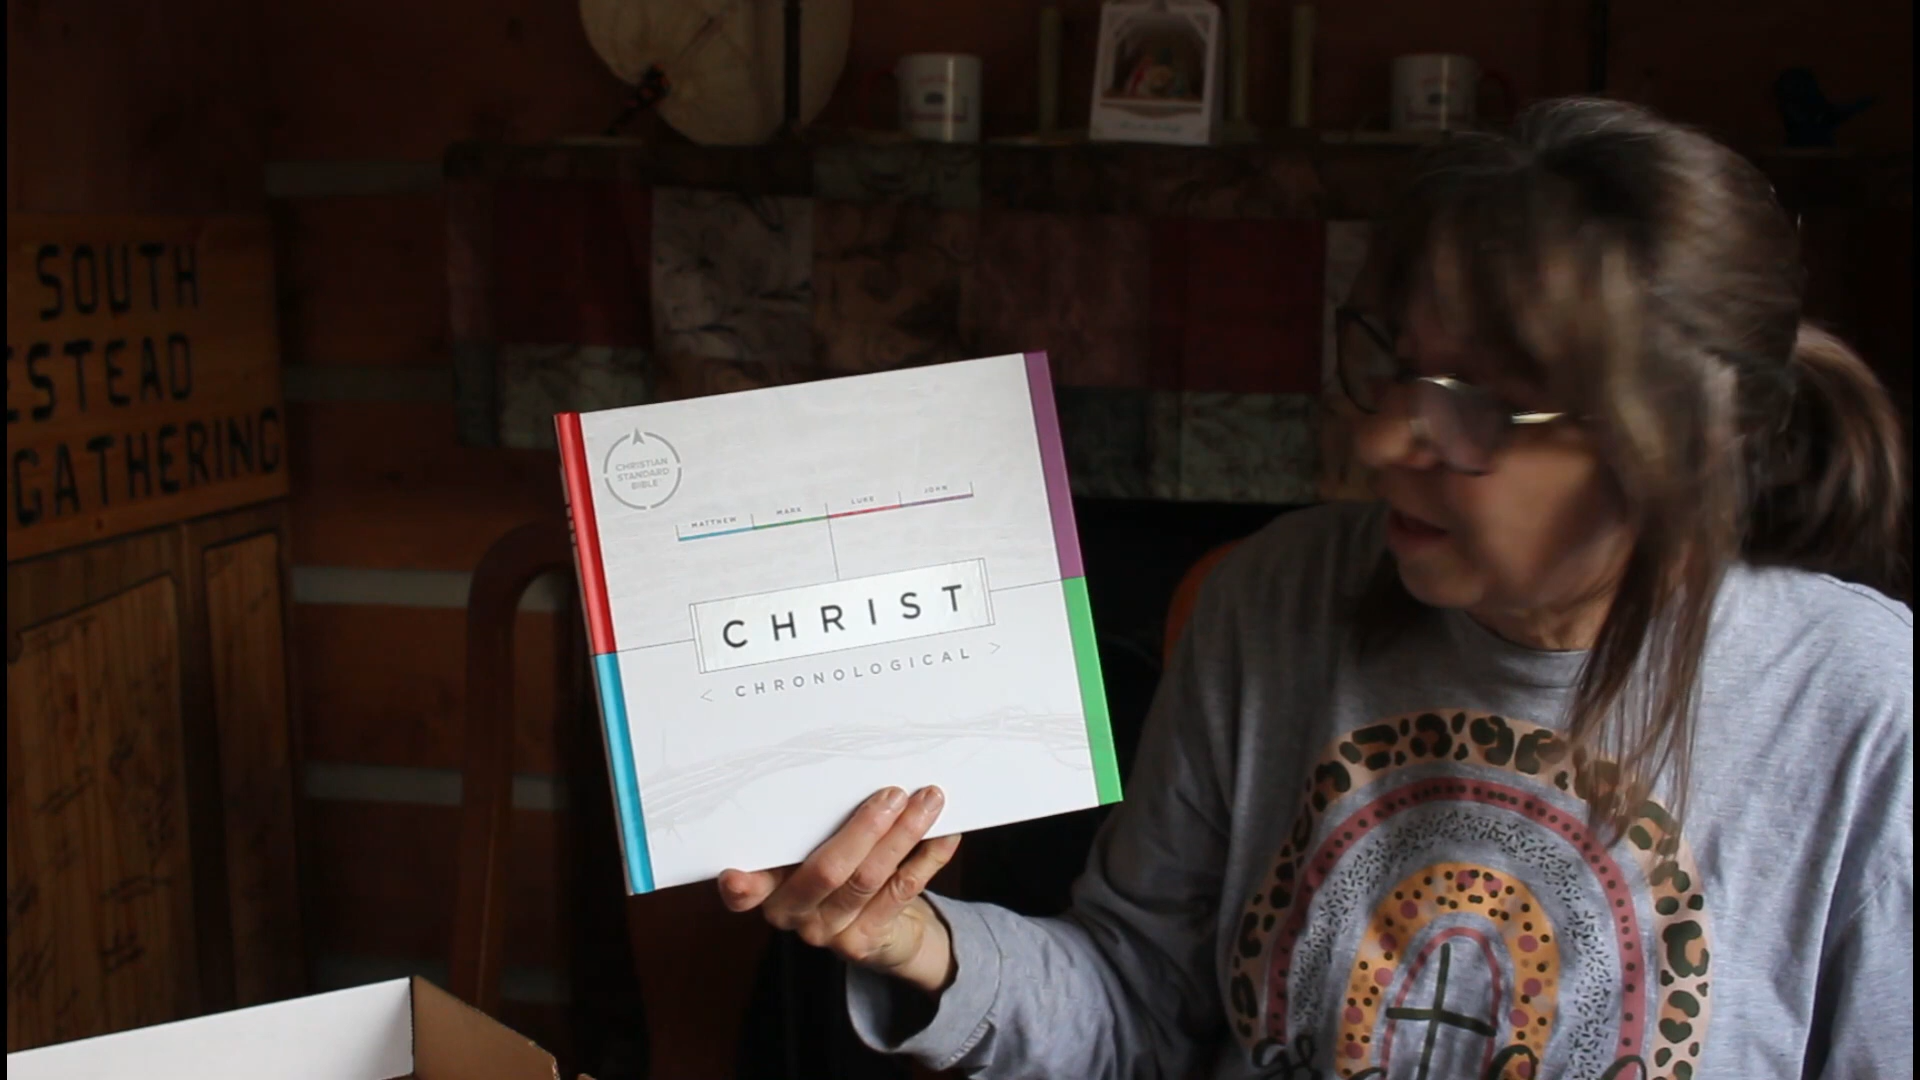 SOUTH
ESTEAD
GATHERING
CHRISTIAN
STANDARD
BIBLE
MATTHEW MARK LUKE JOHN
CHRIST
< CHRONOLOGICAL >